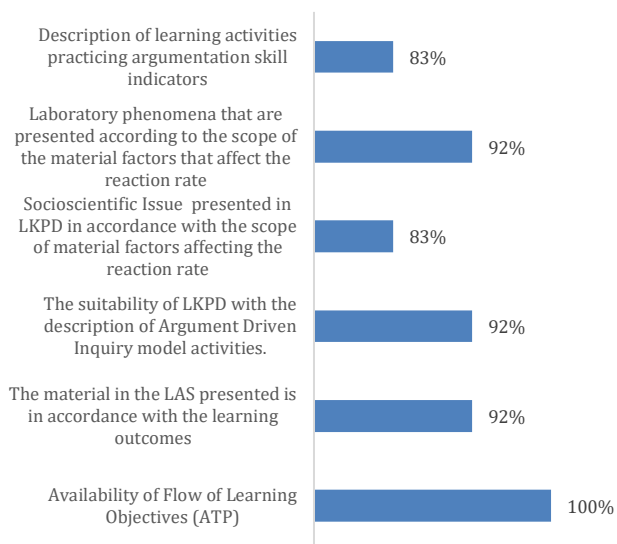 Description of learning activities
practicing argumentation skill
indicators
83%
Laboratory phenomena that are
presented according to the scope of
the material factors that affect the
reaction rate
92%
Socioscientific Issue presented in
LKPD in accordance with the scope
of material factors affecting the
reaction rate
83%
The suitability of LKPD with the
description of Argument Driven
Inquiry model activities.
92%
The material in the LAS presented is
in accordance with the learning
outcomes
92%
Availability of Flow of Learning
Objectives (ATP)
100%